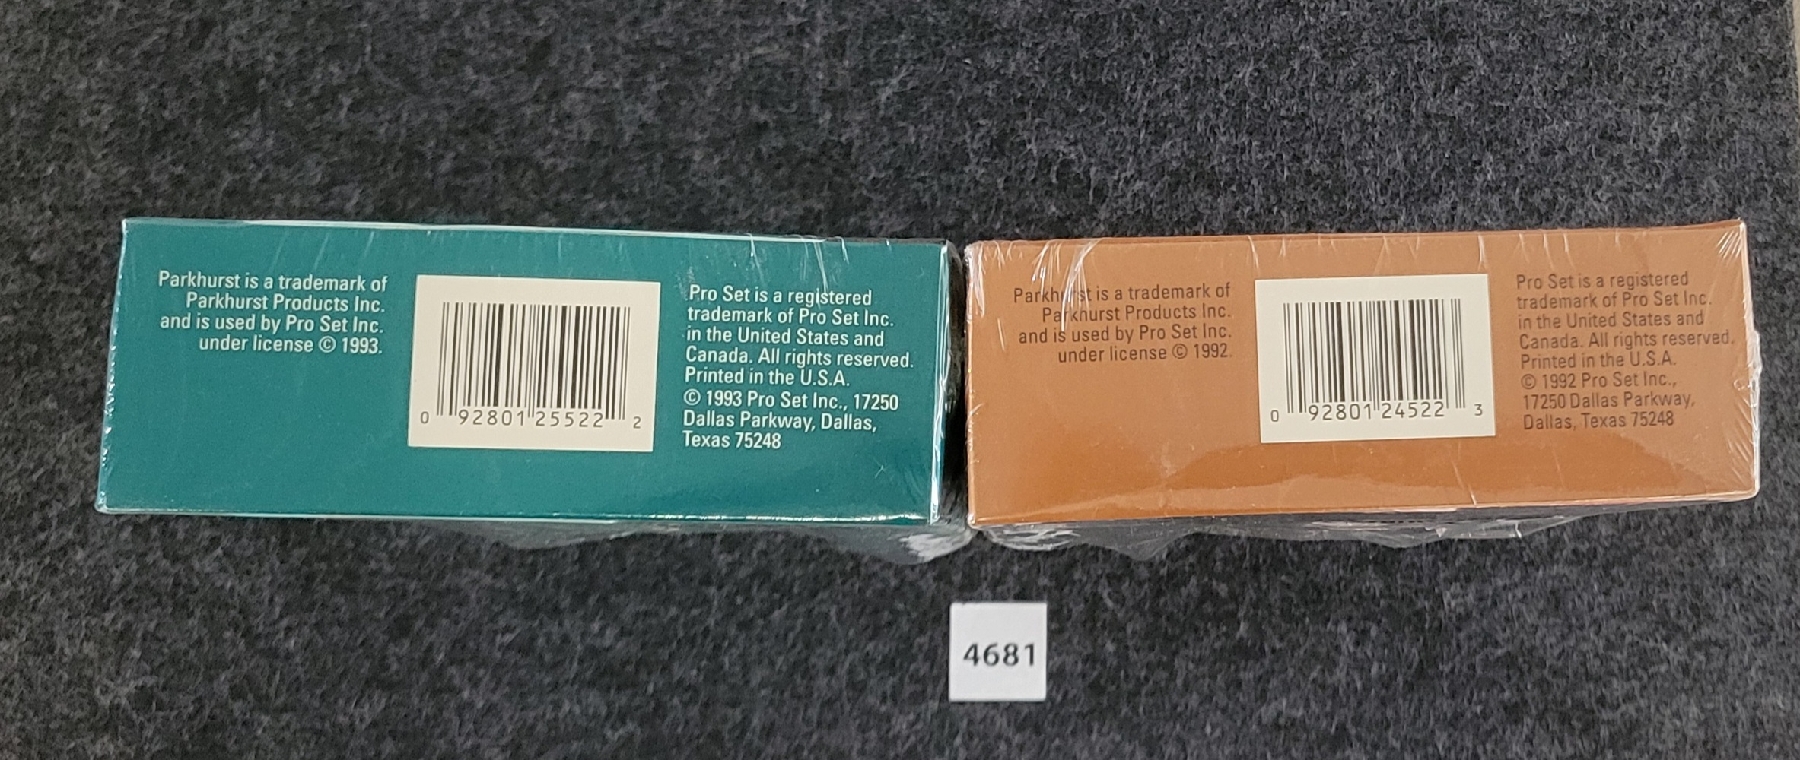 Parkhurst is a trademark of
Parkhurst Products Inc.
and is used by Pro Set Inc.
under license © 1993.
0 92801 25522 2
Pro Set is a registered
trademark of Pro Set Inc.
in the United States and
Canada. All rights reserved.
Printed in the U.S.A.
© 1993 Pro Set Inc., 17250
Dallas Parkway, Dallas,
Texas 75248
Parkhurst is a trademark of
Parkhurst Products Inc.
and is used by Pro Set Inc.
under license © 1992.
0 92801 24522 3
Pro Set is a registered
trademark of Pro Set Inc.
in the United States and
Canada. All rights reserved.
Printed in the U.S.A.
© 1992 Pro Set Inc.,
17250 Dallas Parkway,
Dallas, Texas 75248
4681